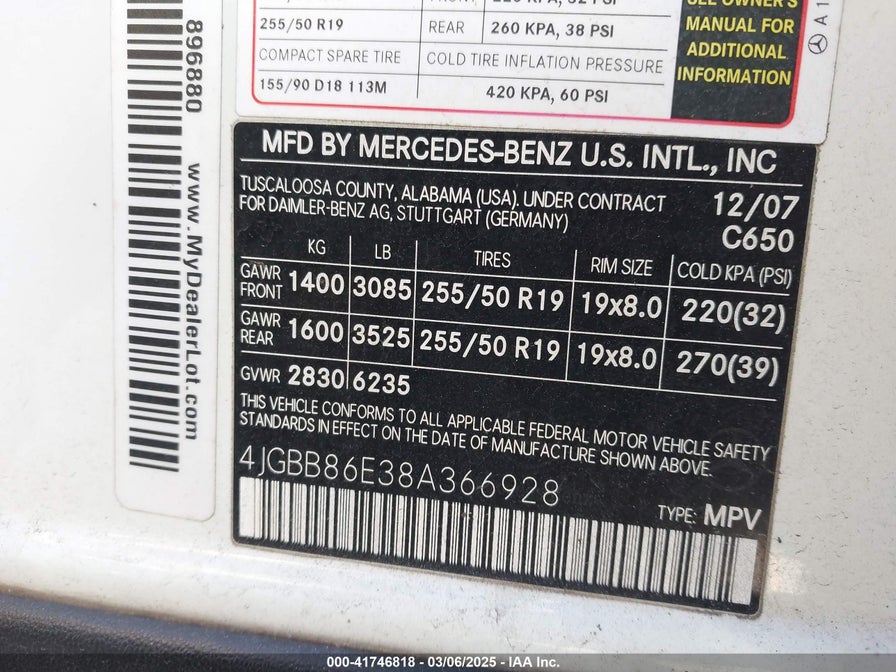 255/50 R19 REAR 260 KPA, 38 PSI
COMPACT SPARE TIRE COLD TIRE INFLATION PRESSURE
155/90 D18 113M 420 KPA, 60 PSI
SEE OWNER'S
MANUAL FOR
ADDITIONAL
INFORMATION
896880 www.MyDealerLot.com
MFD BY MERCEDES-BENZ U.S. INTL., INC
TUSCALOOSA COUNTY, ALABAMA (USA). UNDER CONTRACT
FOR DAIMLER-BENZ AG, STUTTGART (GERMANY)
12/07
C650
KG LB TIRES RIM SIZE COLD KPA (PSI)
GAWR FRONT 1400 3085 255/50 R19 19x8.0 220(32)
GAWR REAR 1600 3525 255/50 R19 19x8.0 270(39)
GVWR 2830 6235
THIS VEHICLE CONFORMS TO ALL APPLICABLE FEDERAL MOTOR VEHICLE SAFETY
STANDARDS IN EFFECT ON THE DATE OF MANUFACTURE SHOWN ABOVE.
4JGBB86E38A366928
TYPE: MPV
000-41746818 - 03/06/2025 - IAA Inc.